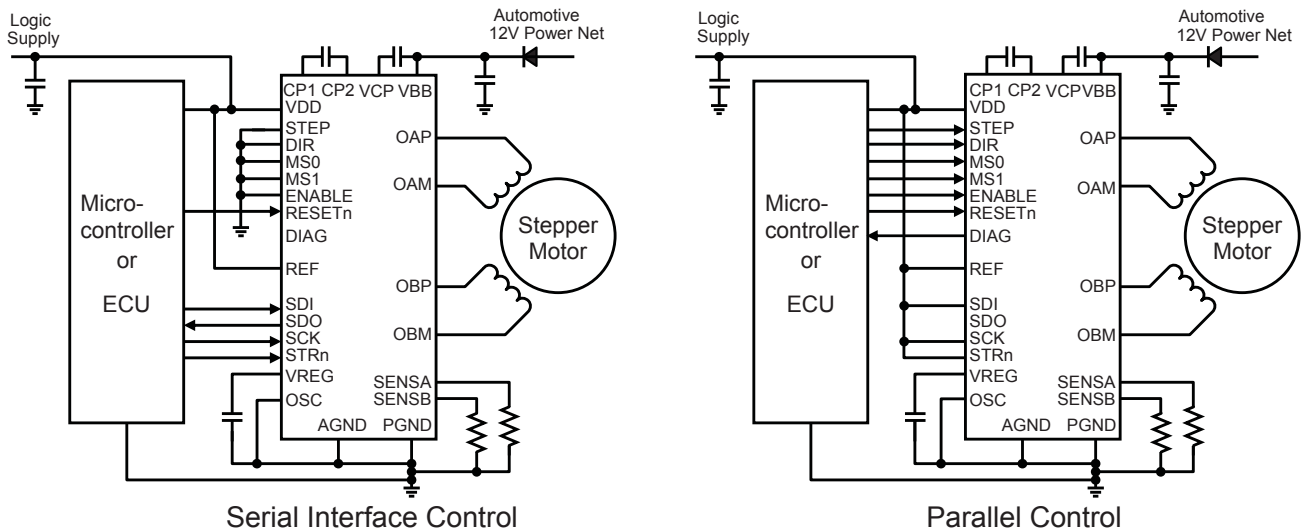 Logic
Supply
Automotive
12V Power Net
CP1 CP2 VCP VBB
VDD
STEP
DIR
MS0
MS1
ENABLE
RESETn
DIAG
REF
SDI
SDO
SCK
STRn
VREG
OSC
AGND PGND
OAP
OAM
OBP
OBM
SENSA
SENSB
Micro-
controller
or
ECU
Stepper
Motor
Serial Interface Control
Logic
Supply
Automotive
12V Power Net
CP1 CP2 VCP VBB
VDD
STEP
DIR
MS0
MS1
ENABLE
RESETn
DIAG
REF
SDI
SDO
SCK
STRn
VREG
OSC
AGND PGND
OAP
OAM
OBP
OBM
SENSA
SENSB
Micro-
controller
or
ECU
Stepper
Motor
Parallel Control